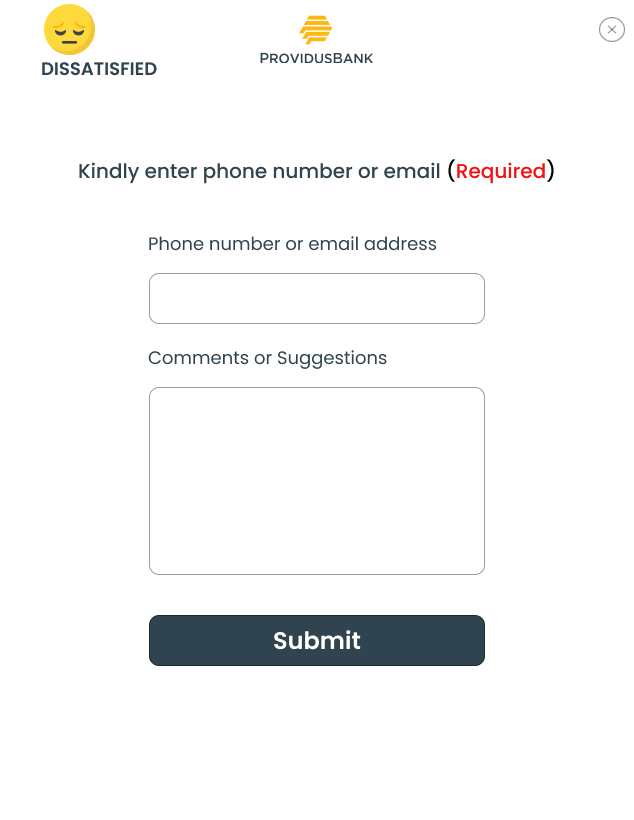 DISSATISFIED
PROVIDUSBANK
Kindly enter phone number or email (Required)
Phone number or email address
Comments or Suggestions
Submit